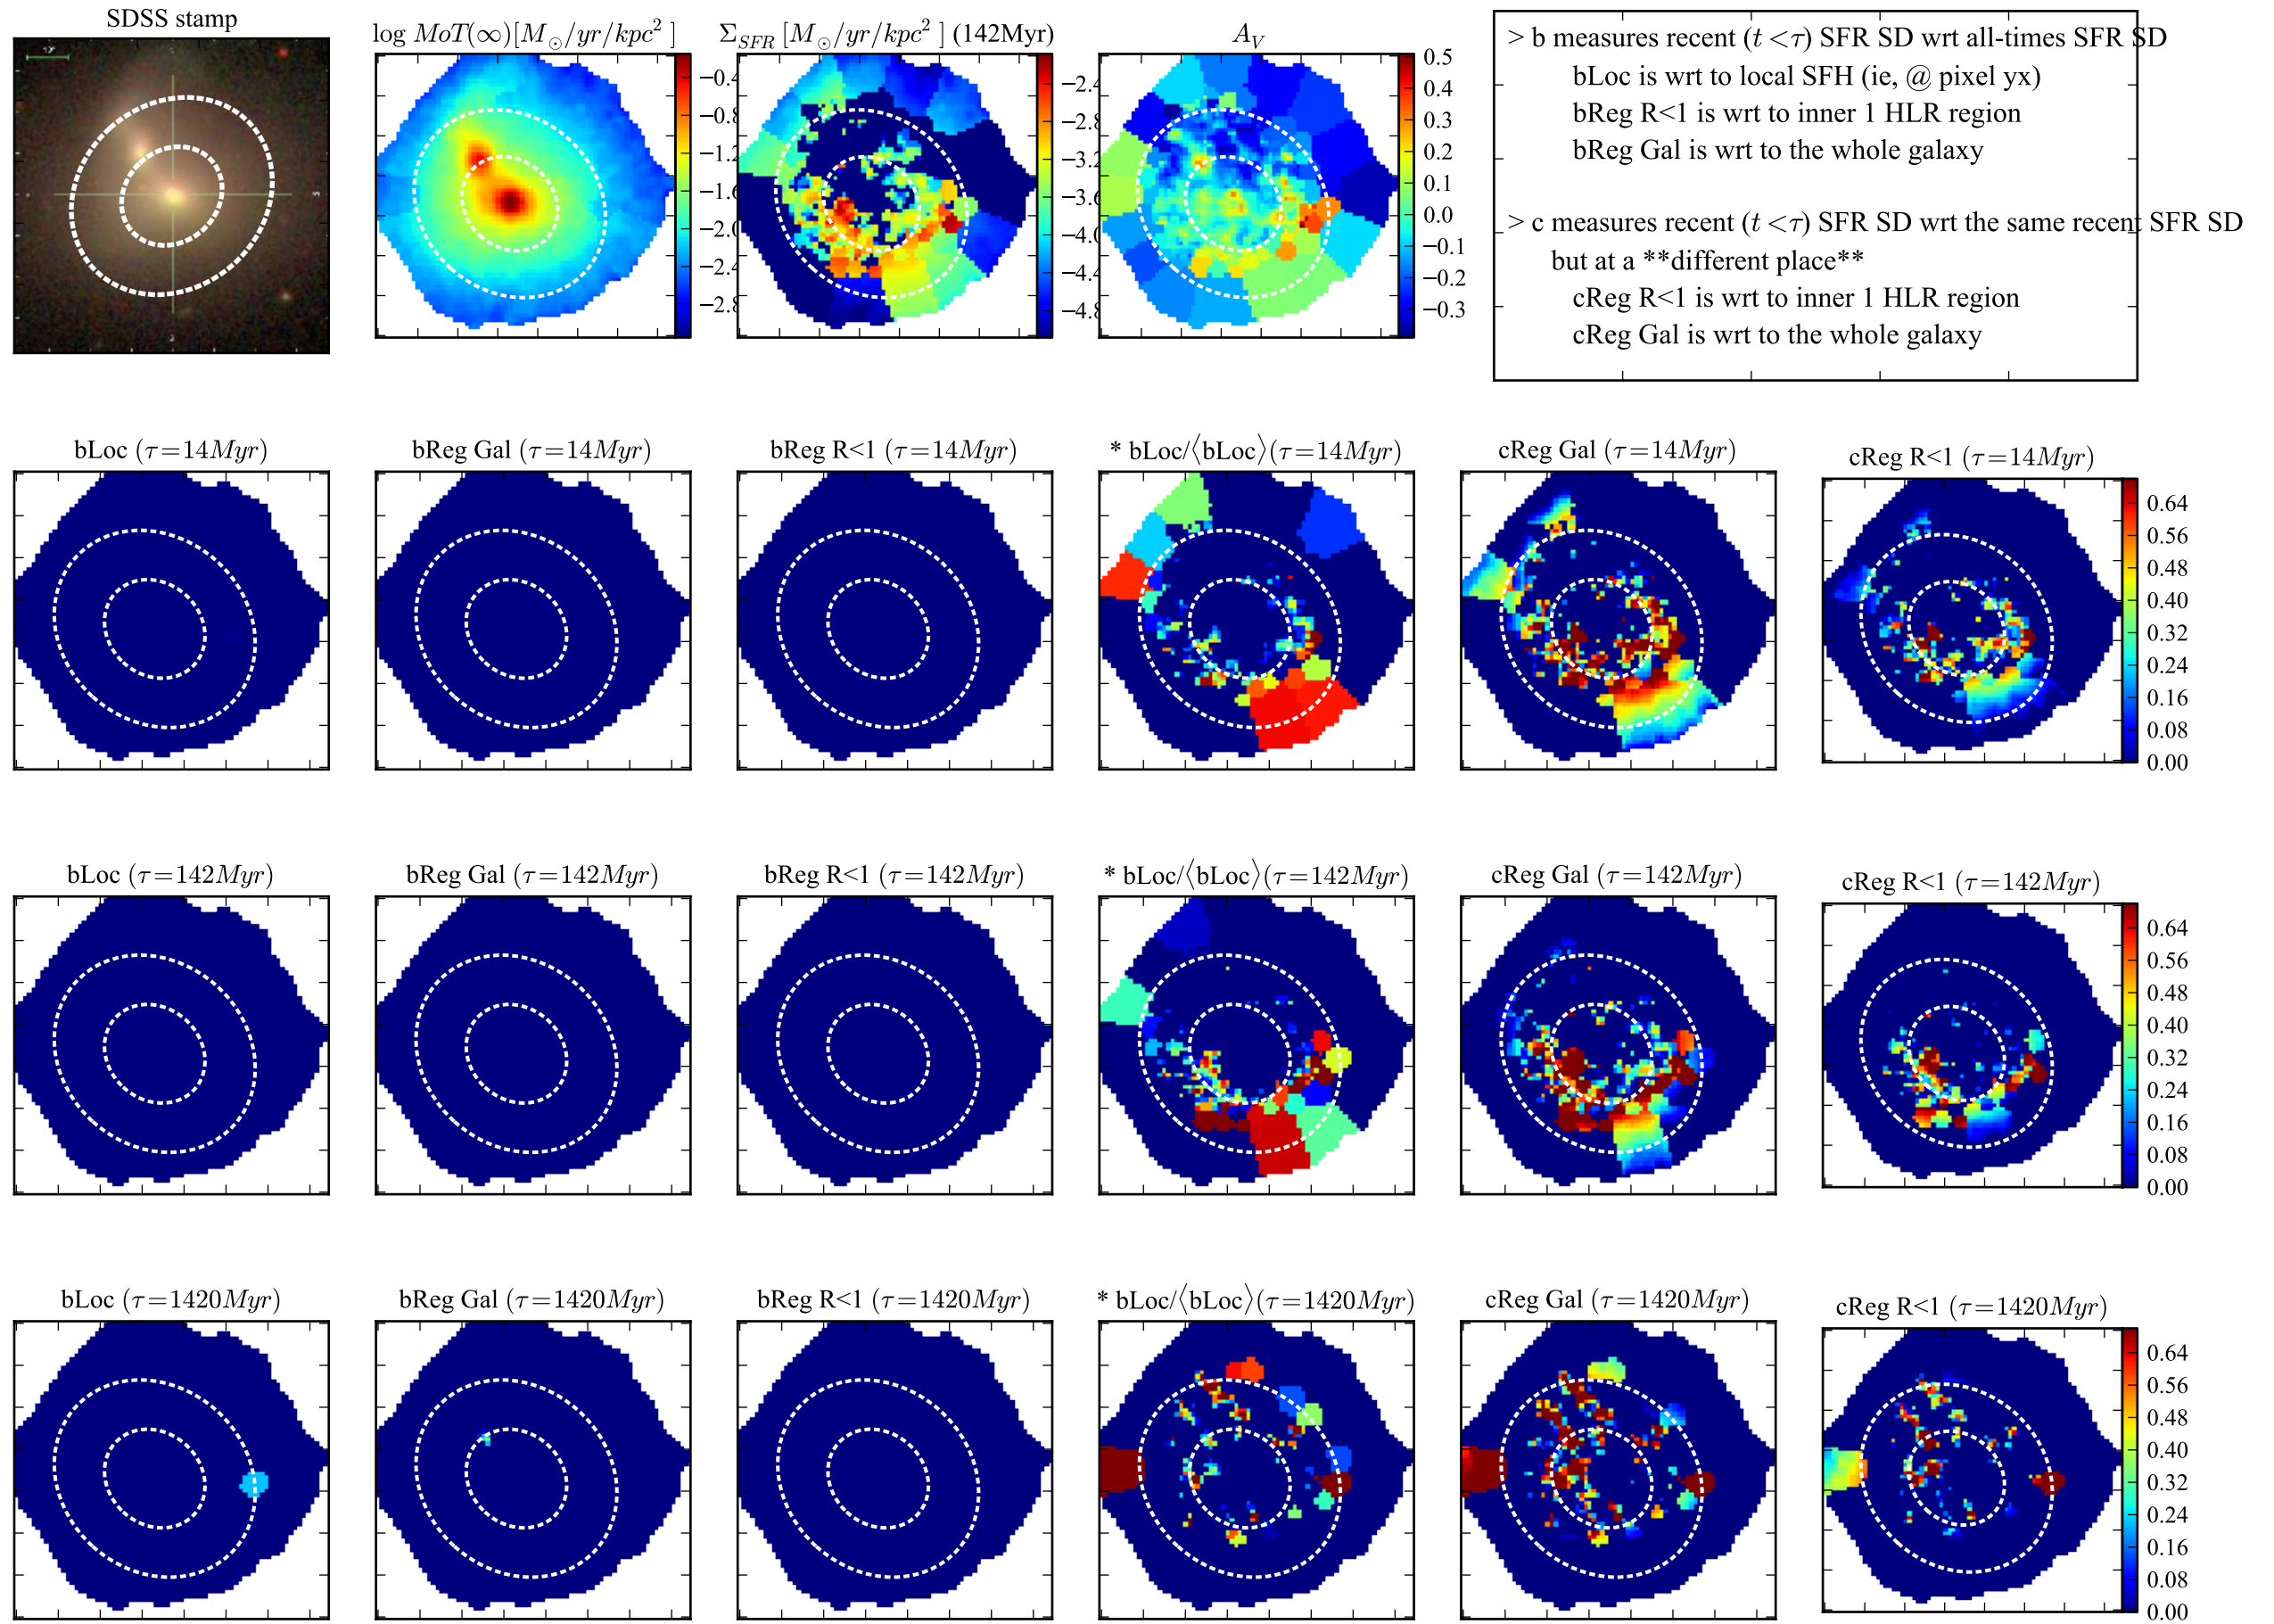 SDSS stamp
log MoT(∞)[M⊙/yr/kpc² ]
Σ_SFR [M⊙/yr/kpc² ] (142Myr)
A_V
−0.4
−0.8
−1.2
−1.6
−2.0
−2.4
−2.8
−2.4
−2.8
−3.2
−3.6
−4.0
−4.4
−4.8
0.5
0.4
0.3
0.2
0.1
0.0
−0.1
−0.2
−0.3
> b measures recent (t <τ) SFR SD wrt all-times SFR SD
bLoc is wrt to local SFH (ie, @ pixel yx)
bReg R<1 is wrt to inner 1 HLR region
bReg Gal is wrt to the whole galaxy
> c measures recent (t <τ) SFR SD wrt the same recent SFR SD
but at a **different place**
cReg R<1 is wrt to inner 1 HLR region
cReg Gal is wrt to the whole galaxy
bLoc (τ=14Myr)
bReg Gal (τ=14Myr)
bReg R<1 (τ=14Myr)
* bLoc/⟨bLoc⟩(τ=14Myr)
cReg Gal (τ=14Myr)
cReg R<1 (τ=14Myr)
0.64
0.56
0.48
0.40
0.32
0.24
0.16
0.08
0.00
bLoc (τ=142Myr)
bReg Gal (τ=142Myr)
bReg R<1 (τ=142Myr)
* bLoc/⟨bLoc⟩(τ=142Myr)
cReg Gal (τ=142Myr)
cReg R<1 (τ=142Myr)
0.64
0.56
0.48
0.40
0.32
0.24
0.16
0.08
0.00
bLoc (τ=1420Myr)
bReg Gal (τ=1420Myr)
bReg R<1 (τ=1420Myr)
* bLoc/⟨bLoc⟩(τ=1420Myr)
cReg Gal (τ=1420Myr)
cReg R<1 (τ=1420Myr)
0.64
0.56
0.48
0.40
0.32
0.24
0.16
0.08
0.00